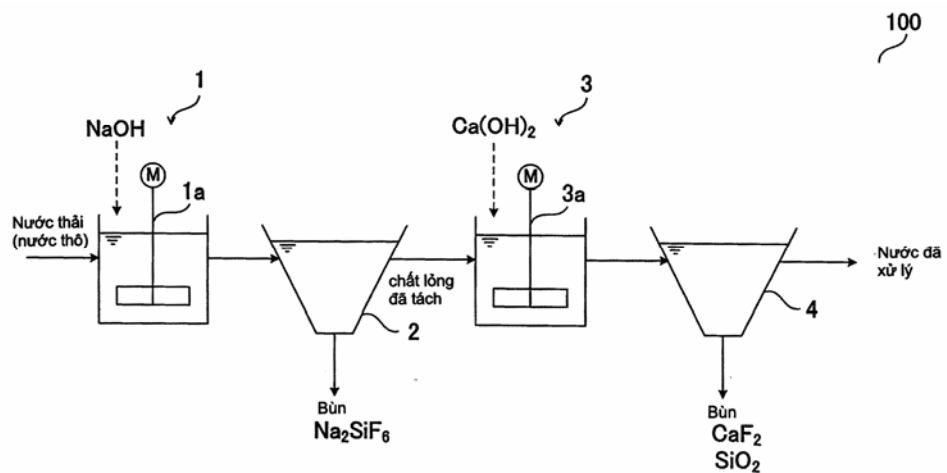 100
1
3
NaOH
Ca(OH)₂
M
M
1a
3a
Nước thải
(nước thô)
chất lỏng
đã tách
Nước đã
xử lý
2
4
Bùn
Na₂SiF₆
Bùn
CaF₂
SiO₂